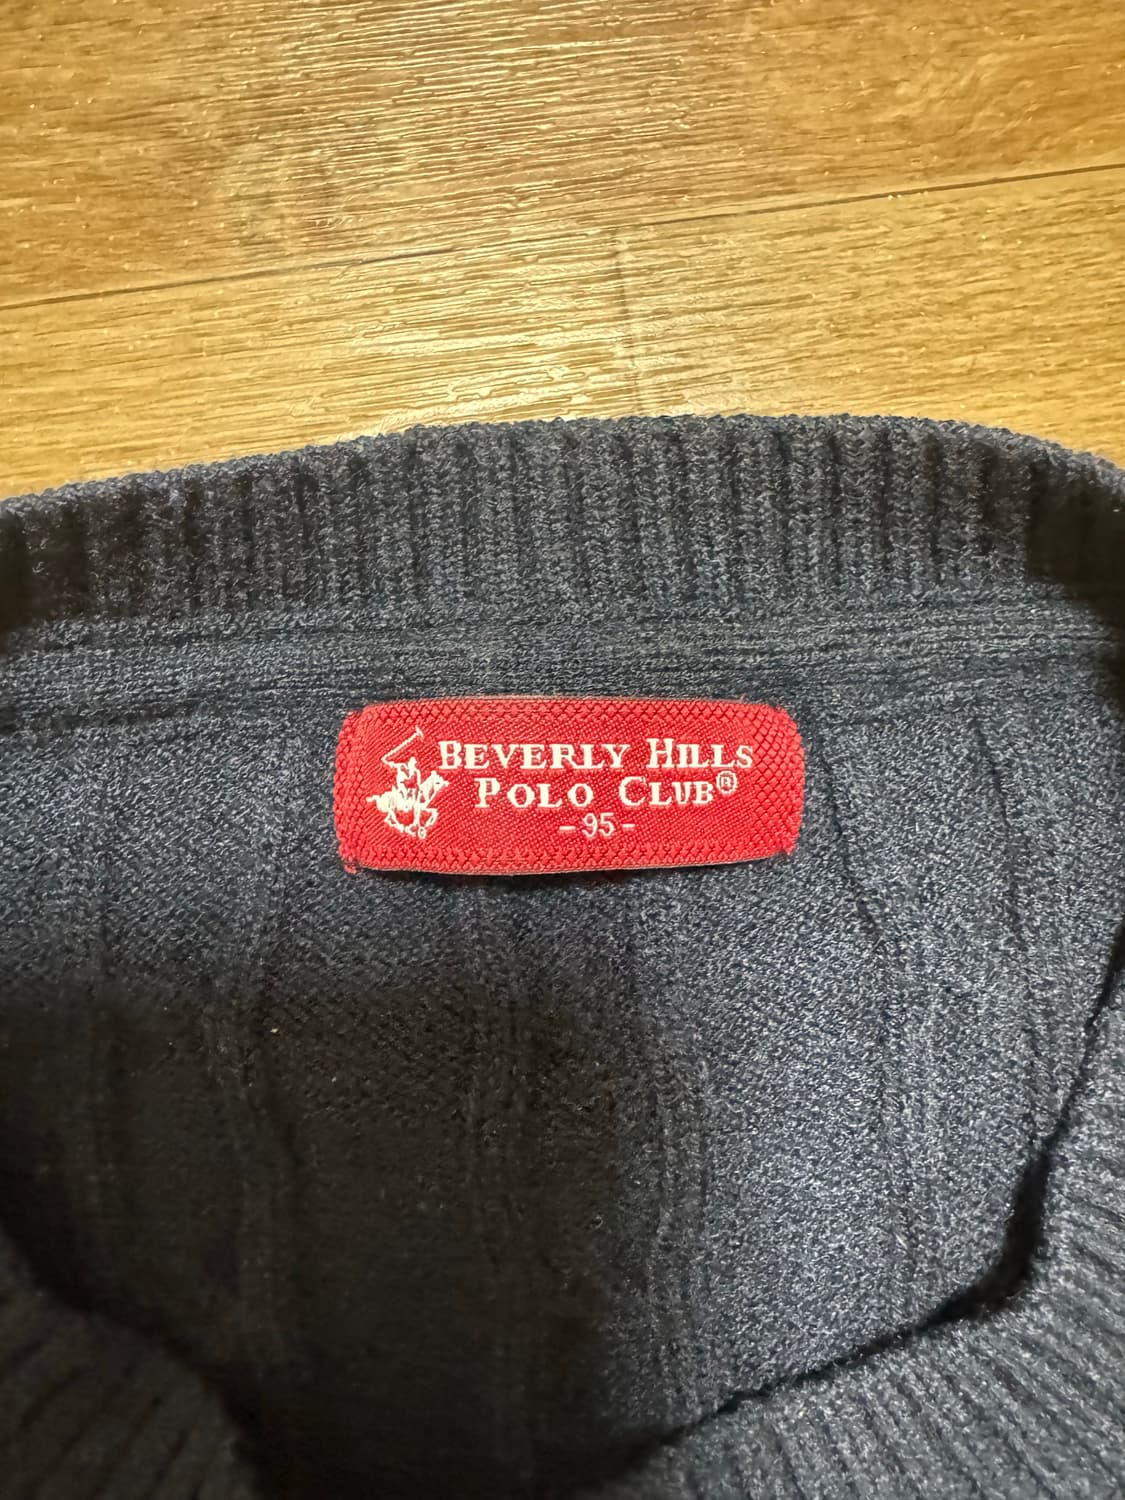 BEVERLY HILLS
POLO CLUB®
-95-